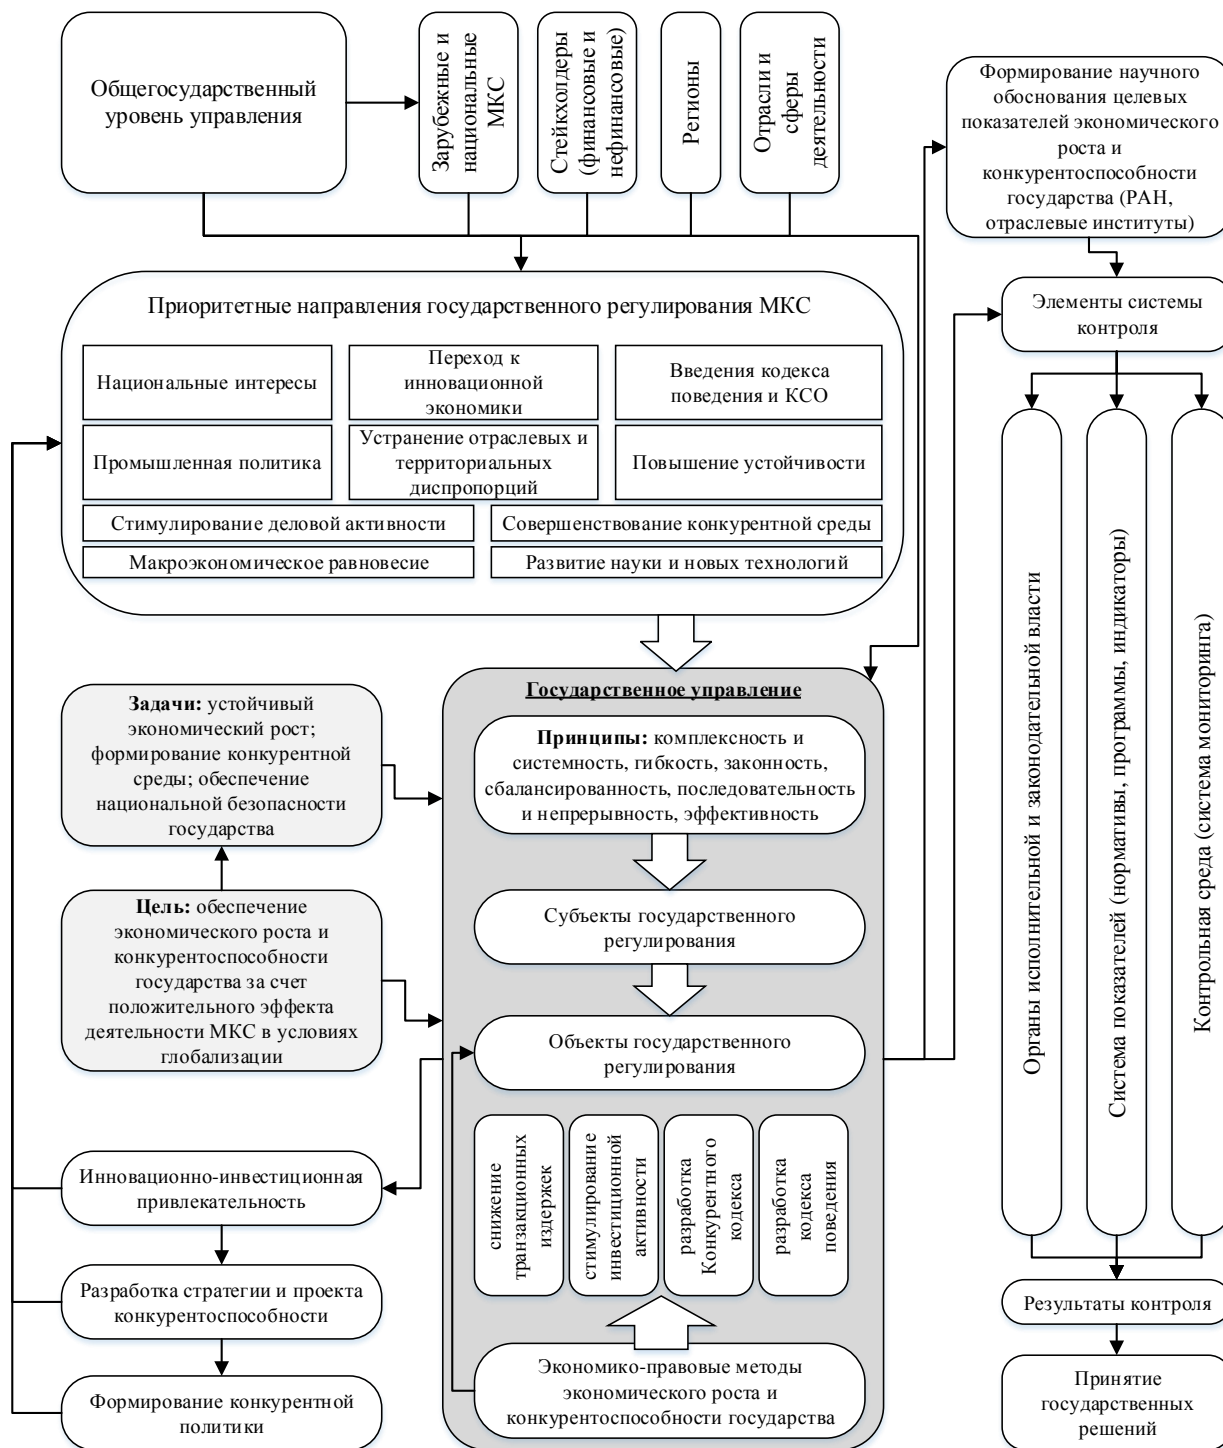 Общегосударственный
уровень управления
Зарубежные и
национальные
МКС
Стейкхолдеры
(финансовые и
нефинансовые)
Регионы
Отрасли и
сферы
деятельности
Формирование научного
обоснования целевых
показателей экономического
роста и
конкурентоспособности
государства (РАН,
отраслевые институты)
Приоритетные направления государственного регулирования МКС
Национальные интересы
Переход к
инновационной
экономики
Введения кодекса
поведения и КСО
Промышленная политика
Устранение отраслевых и
территориальных
диспропорций
Повышение устойчивости
Стимулирование деловой активности
Совершенствование конкурентной среды
Макроэкономическое равновесие
Развитие науки и новых технологий
Элементы системы
контроля
Органы исполнительной и законодательной власти
Система показателей (нормативы, программы, индикаторы)
Контрольная среда (система мониторинга)
Задачи: устойчивый
экономический рост;
формирование конкурентной
среды; обеспечение
национальной безопасности
государства
Цель: обеспечение
экономического роста и
конкурентоспособности
государства за счет
положительного эффекта
деятельности МКС в условиях
глобализации
Государственное управление
Принципы: комплексность и
системность, гибкость, законность,
сбалансированность, последовательность
и непрерывность, эффективность
Субъекты государственного
регулирования
Объекты государственного
регулирования
снижение
транзакционных
издержек
стимулирование
инвестиционной
активности
разработка
Конкурентного
кодекса
разработка
кодекса
поведения
Экономико-правовые методы
экономического роста и
конкурентоспособности государства
Инновационно-инвестиционная
привлекательность
Разработка стратегии и проекта
конкурентоспособности
Формирование конкурентной
политики
Результаты контроля
Принятие
государственных
решений